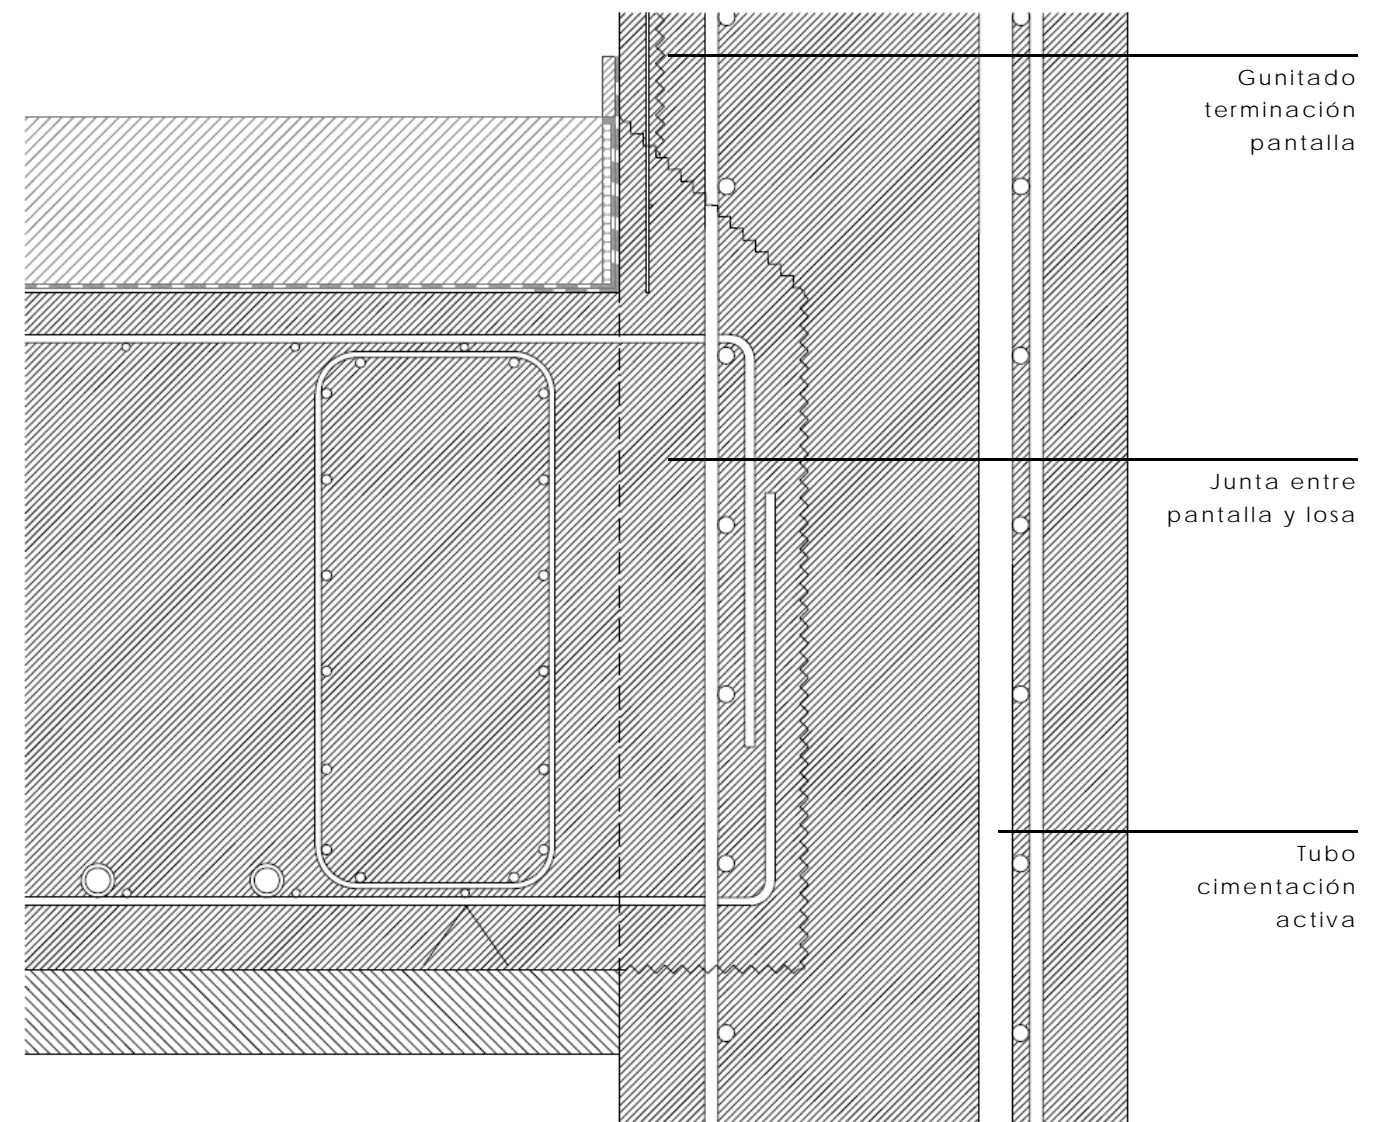 Gunitado
terminación
pantalla
Junta entre
pantalla y losa
Tubo
cimentación
activa